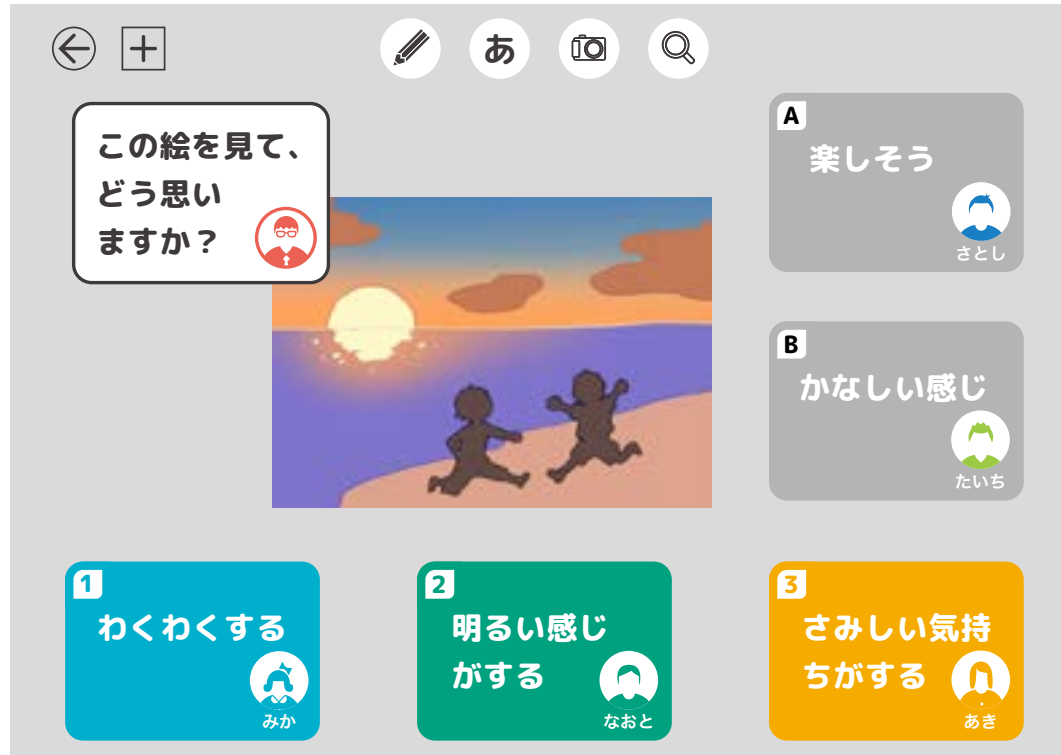 あ
この絵を見て、
どう思い
ますか？
A
楽しそう
さとし
B
かなしい感じ
たいち
1
わくわくする
みか
2
明るい感じ
がする
なおと
3
さみしい気持
ちがする
あき